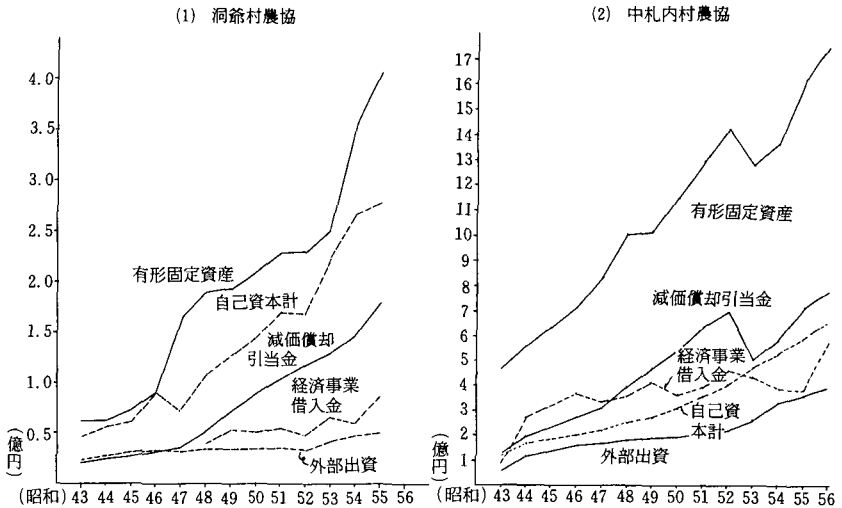 (1) 洞爺村農協
4.0
3.5
3.0
2.5
2.0
1.5
1.0
0.5
(億円)
有形固定資産
自己資本計
減価償却
引当金
経済事業
借入金
外部出資
(昭和) 43 44 45 46 47 48 49 50 51 52 53 54 55 56
(2) 中札内村農協
17
16
15
14
13
12
11
10
9
8
7
6
5
4
3
2
1
(億円)
有形固定資産
減価償却引当金
経済事業
借入金
自己資
本計
外部出資
(昭和) 43 44 45 46 47 48 49 50 51 52 53 54 55 56